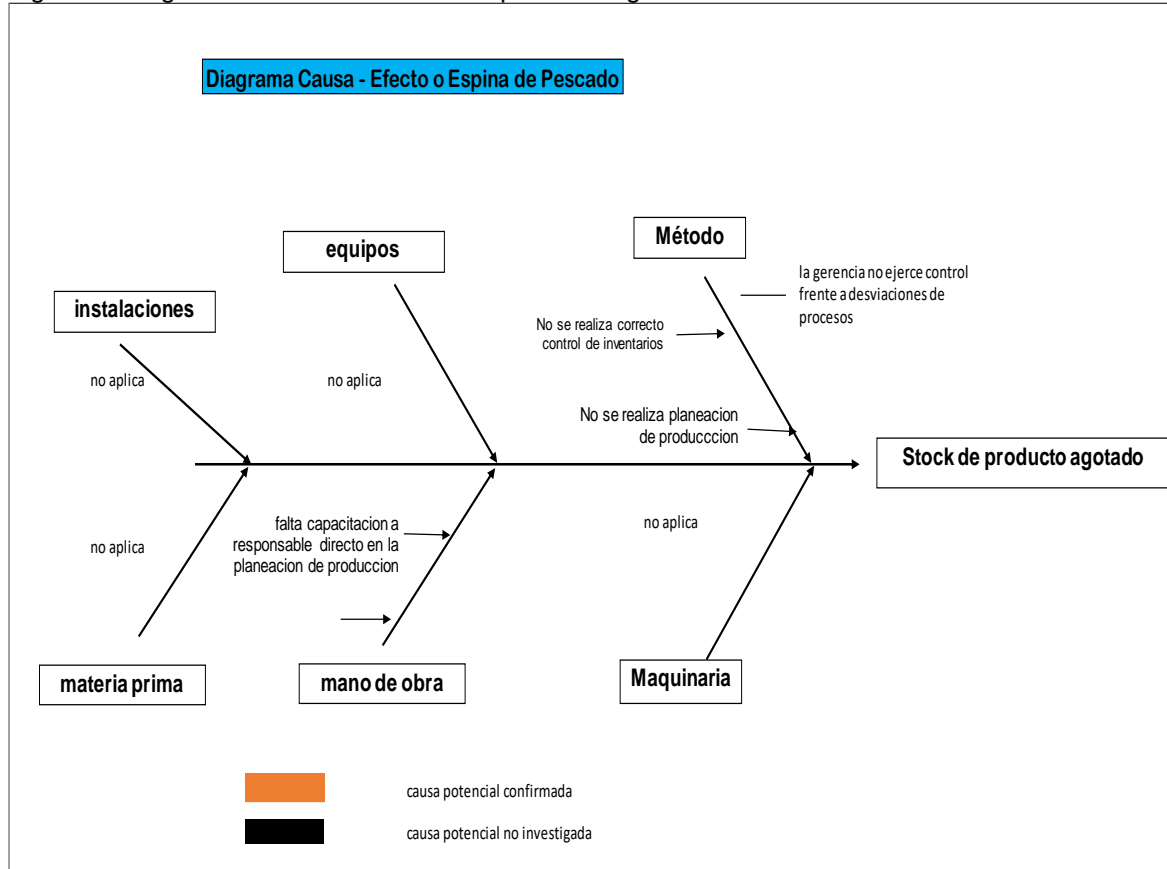 Diagrama Causa - Efecto o Espina de Pescado
equipos
Método
instalaciones
la gerencia no ejerce control
frente a desviaciones de
procesos
No se realiza correcto
control de inventarios
no aplica
no aplica
No se realiza planeacion
de producccion
Stock de producto agotado
no aplica
falta capacitacion a
responsable directo en la
planeacion de produccion
no aplica
materia prima
mano de obra
Maquinaria
causa potencial confirmada
causa potencial no investigada